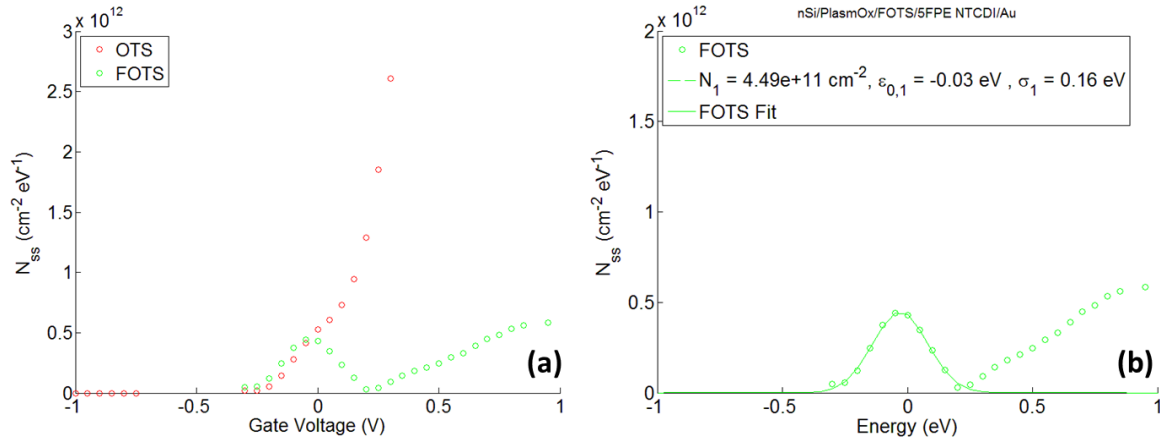 3 x 10^12
2.5
2
1.5
1
0.5
0
-1
-0.5
0
0.5
1
N_ss (cm^-2 eV^-1)
Gate Voltage (V)
OTS
FOTS
(a)
nSi/PlasmOx/FOTS/5FPE NTCDI/Au
2 x 10^12
1.5
1
0.5
0
-1
-0.5
0
0.5
1
N_ss (cm^-2 eV^-1)
Energy (eV)
FOTS
N_1 = 4.49e+11 cm^-2, ε_0,1 = -0.03 eV , σ_1 = 0.16 eV
FOTS Fit
(b)